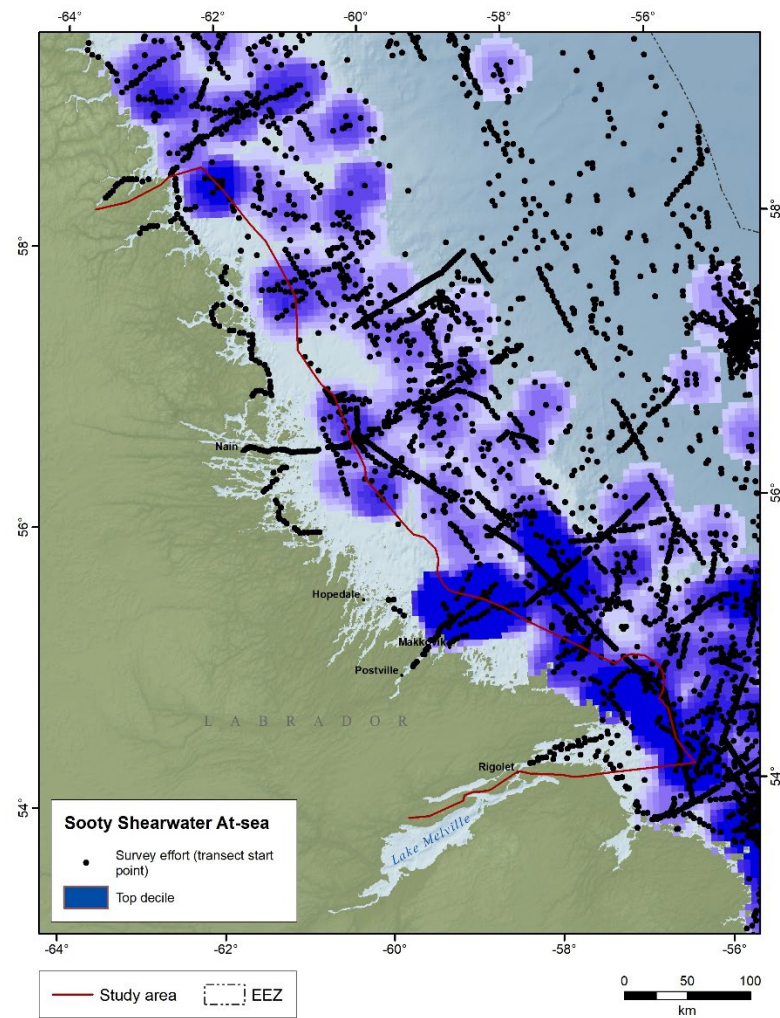 -64° -62° -60° -58° -56°
58°
58°
Nain
56°
56°
Hopedale
Makkovik
Postville
LABRADOR
Rigolet
54°
54°
Lake Melville
Sooty Shearwater At-sea
Survey effort (transect start
point)
Top decile
-64° -62° -60° -58° -56°
Study area EEZ
0 50 100
km